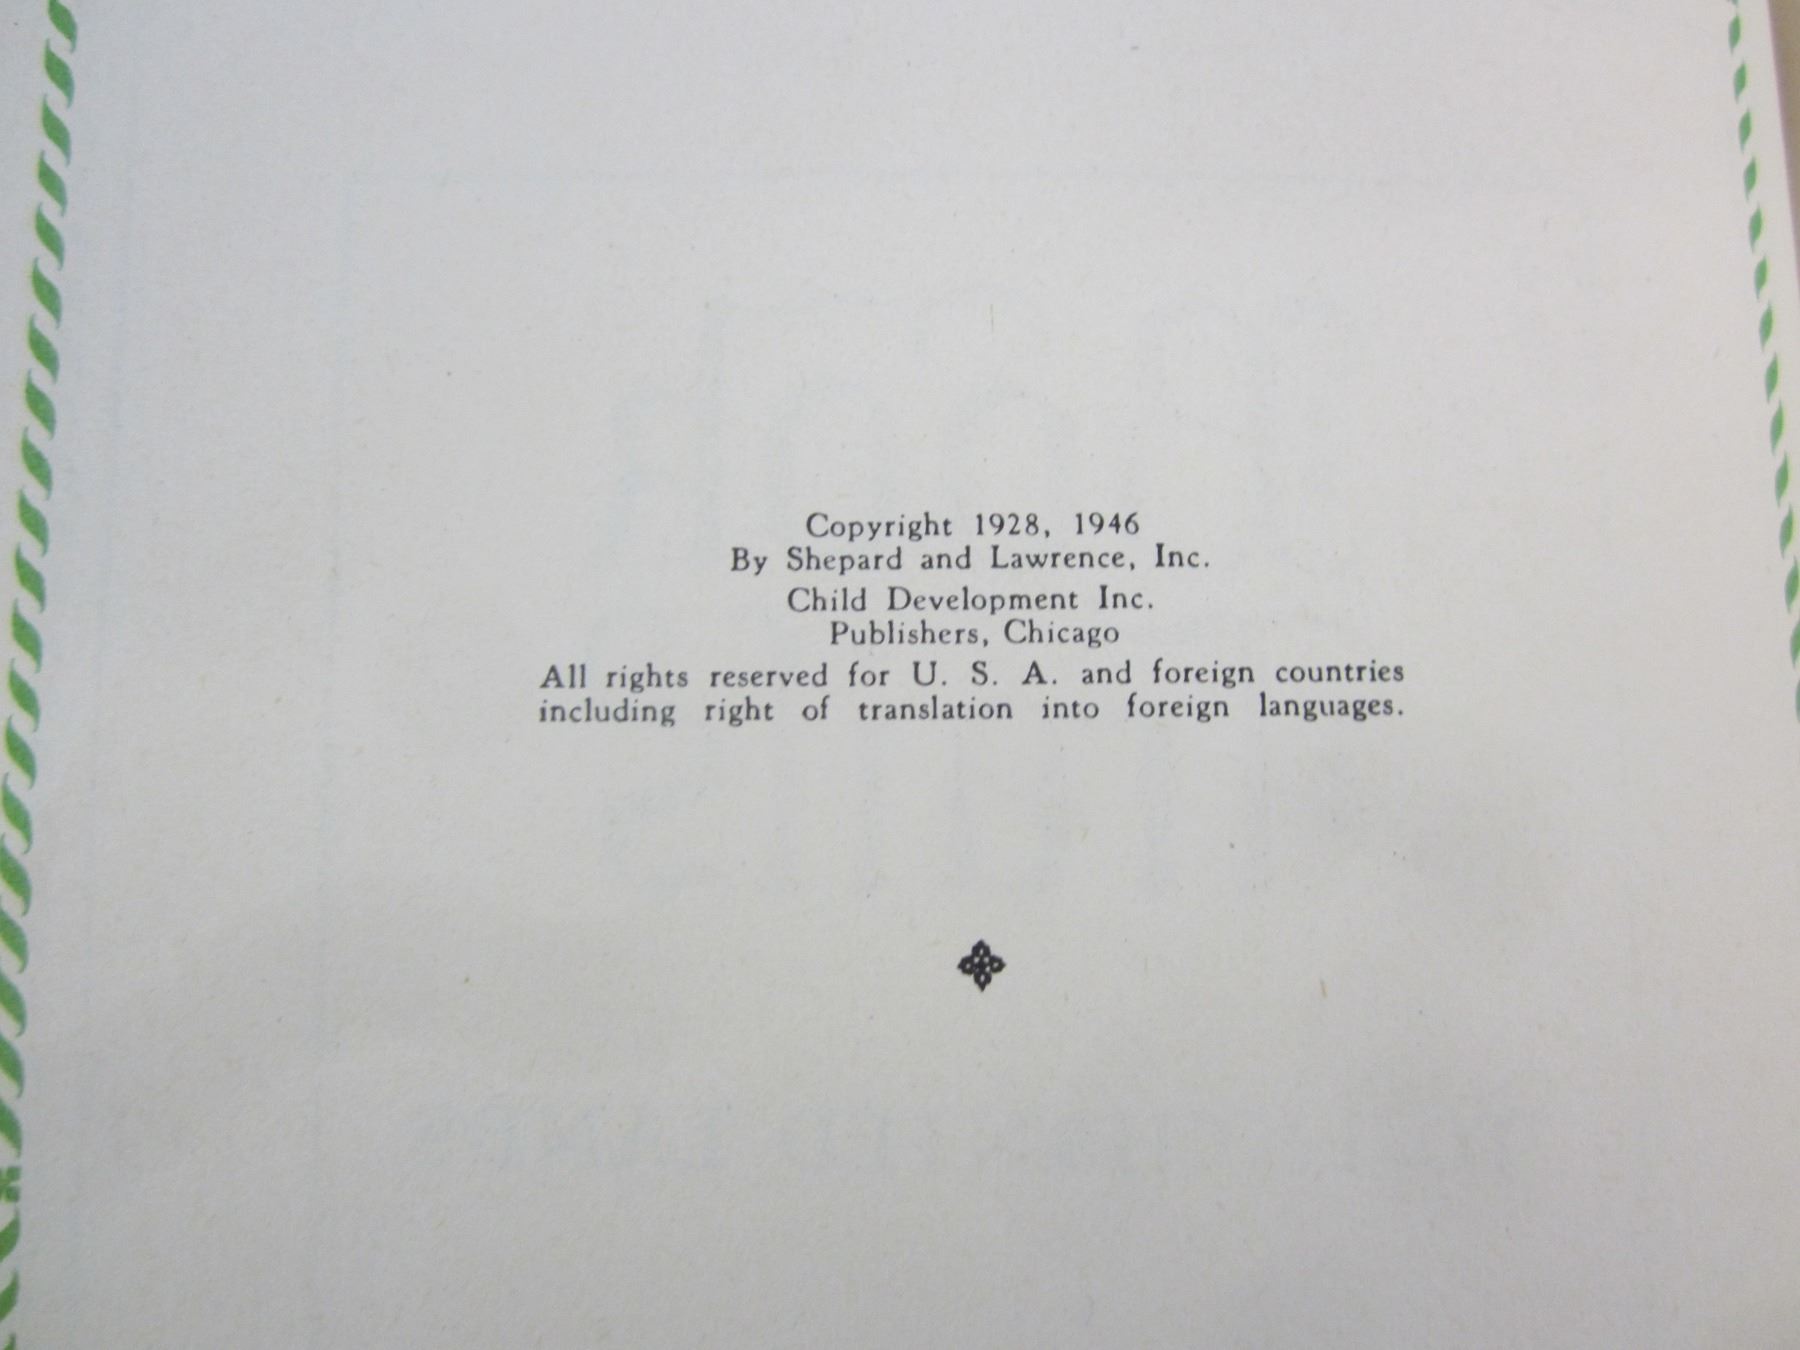 Copyright 1928, 1946
By Shepard and Lawrence, Inc.
Child Development Inc.
Publishers, Chicago
All rights reserved for U. S. A. and foreign countries
including right of translation into foreign languages.